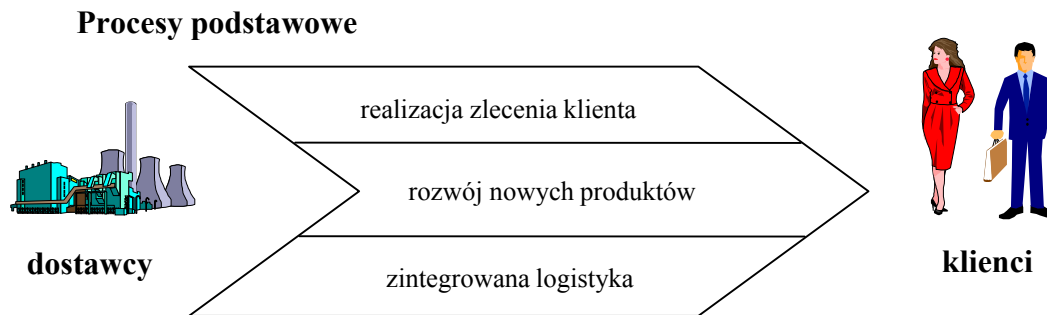 Procesy podstawowe
realizacja zlecenia klienta
rozwój nowych produktów
dostawcy
klienci
zintegrowana logistyka